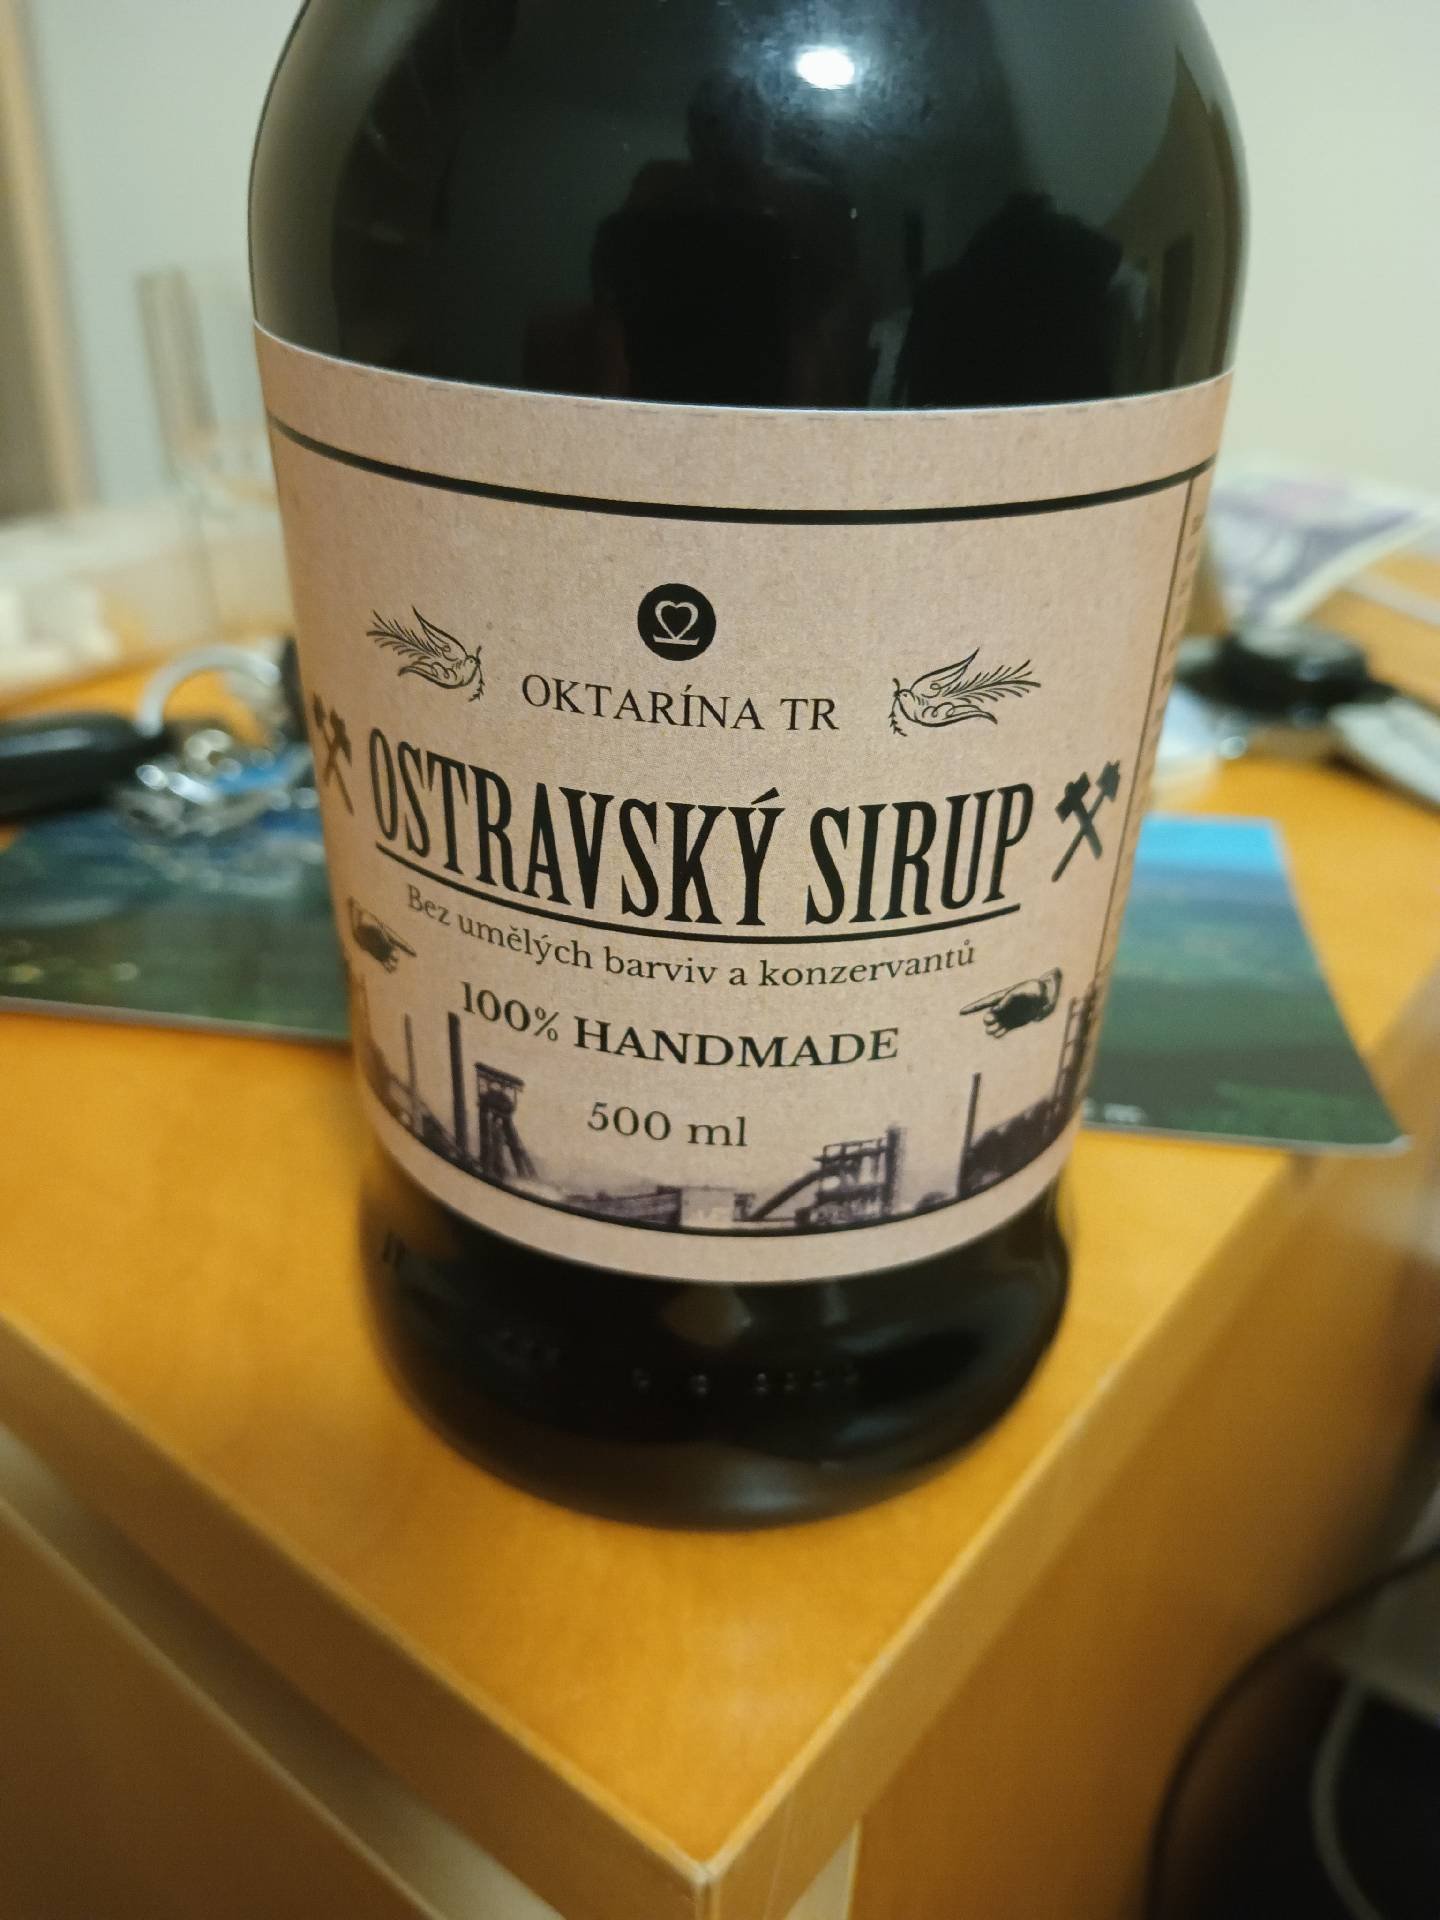 OKTARÍNA TR
OSTRAVSKÝ SIRUP
Bez umělých barviv a konzervantů
100% HANDMADE
500 ml